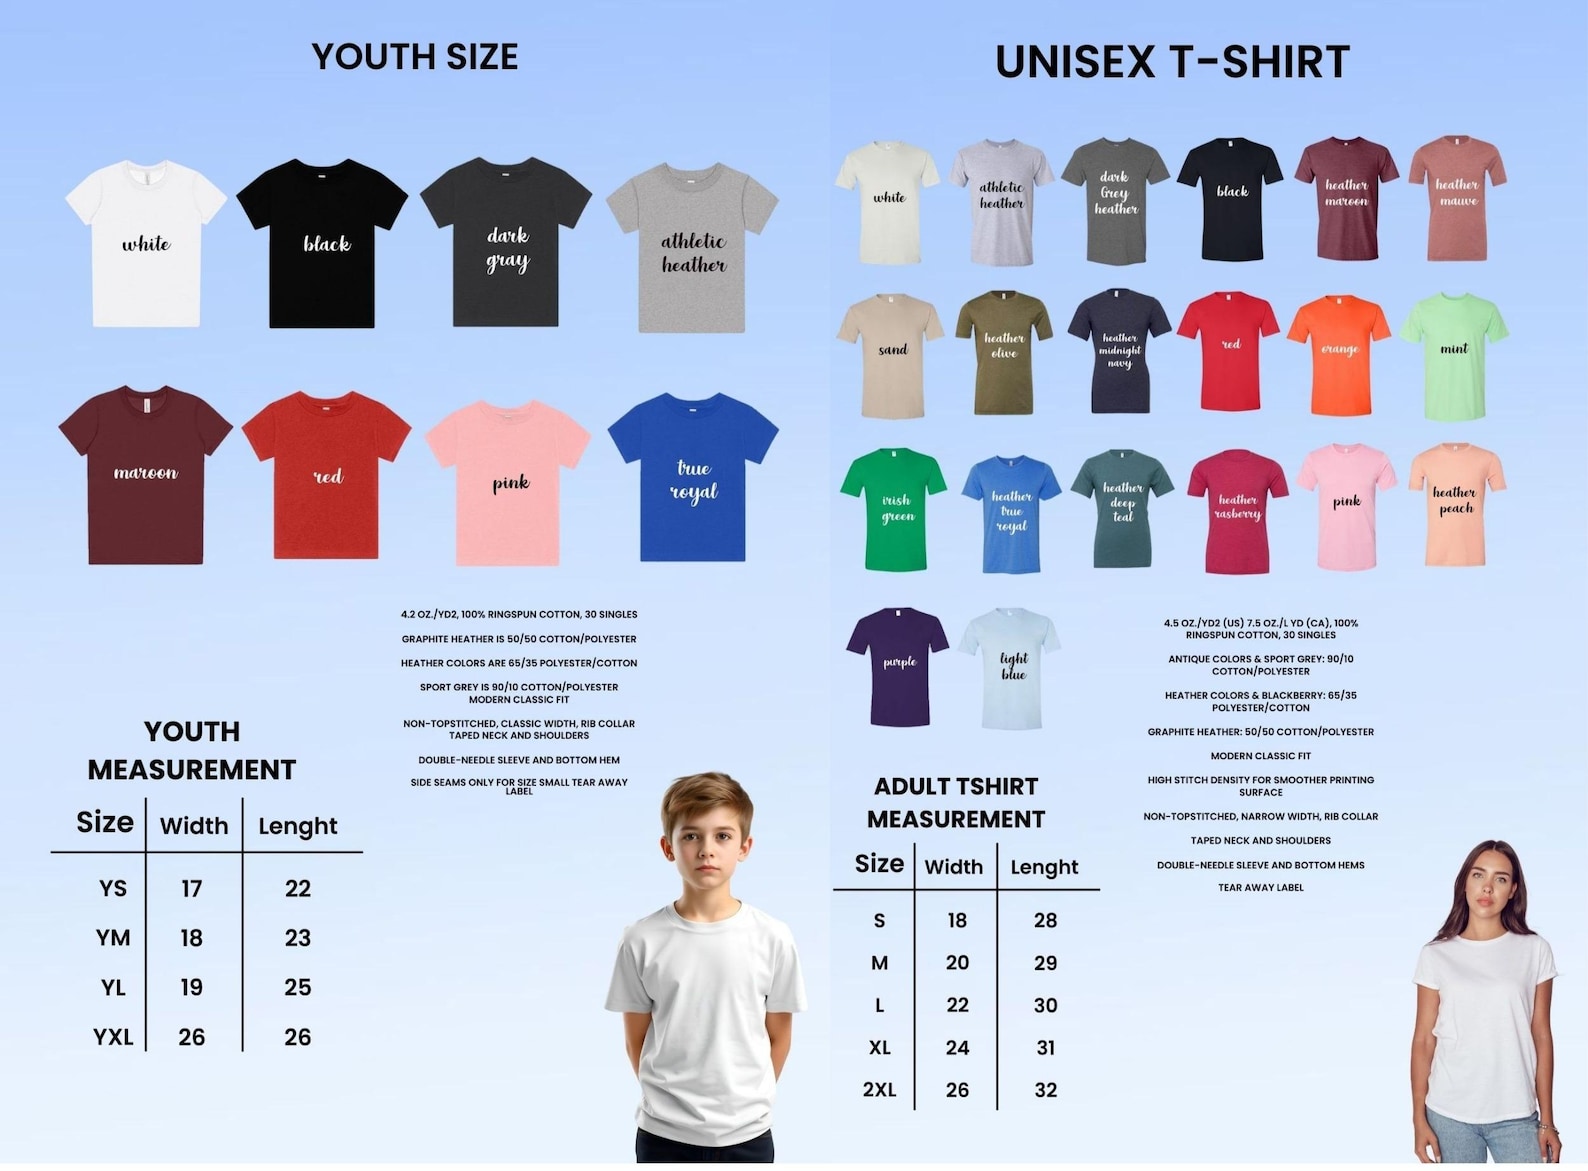 YOUTH SIZE
white
black
dark
gray
athletic
heather
maroon
red
pink
true
royal
4.2 OZ./YD2, 100% RINGSPUN COTTON, 30 SINGLES
GRAPHITE HEATHER IS 50/50 COTTON/POLYESTER
HEATHER COLORS ARE 65/35 POLYESTER/COTTON
SPORT GREY IS 90/10 COTTON/POLYESTER
MODERN CLASSIC FIT
NON-TOPSTITCHED, CLASSIC WIDTH, RIB COLLAR
TAPED NECK AND SHOULDERS
DOUBLE-NEEDLE SLEEVE AND BOTTOM HEM
SIDE SEAMS ONLY FOR SIZE SMALL TEAR AWAY
LABEL
YOUTH
MEASUREMENT
Size Width Lenght
YS 17 22
YM 18 23
YL 19 25
YXL 26 26
UNISEX T-SHIRT
white
athletic
heather
dark
Grey
heather
black
heather
maroon
heather
mauve
sand
heather
olive
heather
midnight
navy
red
orange
mint
irish
green
heather
true
royal
heather
deep
teal
heather
rasberry
pink
heather
peach
purple
light
blue
4.5 OZ./YD2 (US) 7.5 OZ./L YD (CA), 100%
RINGSPUN COTTON, 30 SINGLES
ANTIQUE COLORS & SPORT GREY: 90/10
COTTON/POLYESTER
HEATHER COLORS & BLACKBERRY: 65/35
POLYESTER/COTTON
GRAPHITE HEATHER: 50/50 COTTON/POLYESTER
MODERN CLASSIC FIT
HIGH STITCH DENSITY FOR SMOOTHER PRINTING
SURFACE
NON-TOPSTITCHED, NARROW WIDTH, RIB COLLAR
TAPED NECK AND SHOULDERS
DOUBLE-NEEDLE SLEEVE AND BOTTOM HEMS
TEAR AWAY LABEL
ADULT TSHIRT
MEASUREMENT
Size Width Lenght
S 18 28
M 20 29
L 22 30
XL 24 31
2XL 26 32